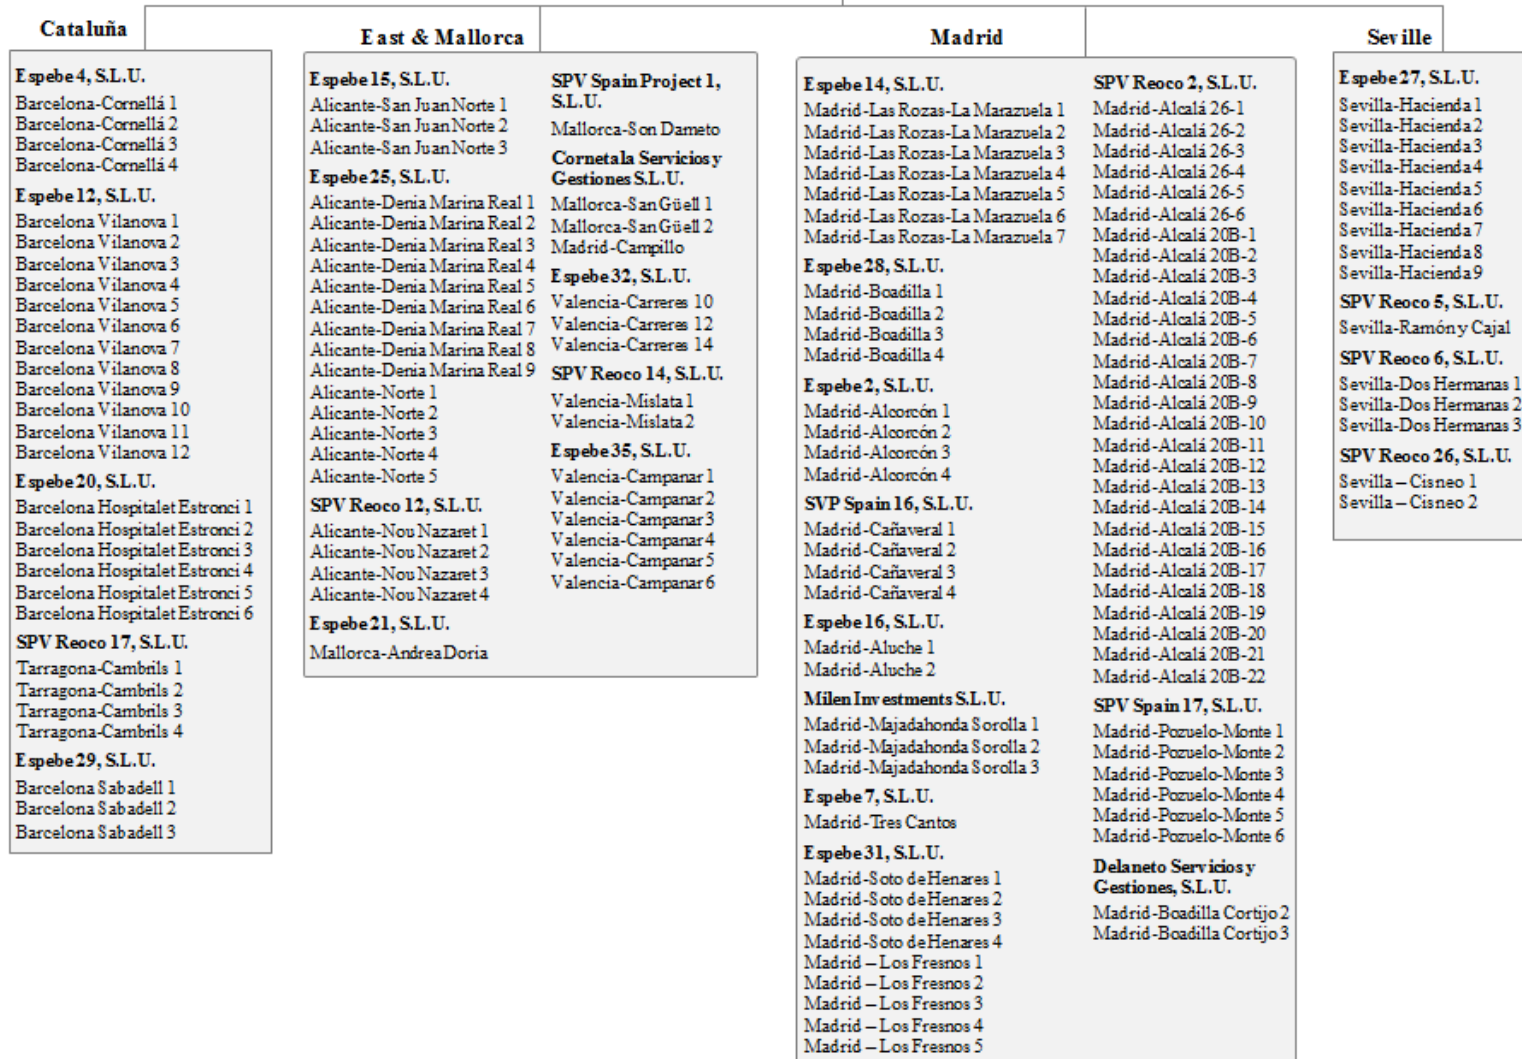 Cataluña
Espebe 4, S.L.U.
Barcelona-Cornellá 1
Barcelona-Cornellá 2
Barcelona-Cornellá 3
Barcelona-Cornellá 4
Espebe 12, S.L.U.
Barcelona Vilanova 1
Barcelona Vilanova 2
Barcelona Vilanova 3
Barcelona Vilanova 4
Barcelona Vilanova 5
Barcelona Vilanova 6
Barcelona Vilanova 7
Barcelona Vilanova 8
Barcelona Vilanova 9
Barcelona Vilanova 10
Barcelona Vilanova 11
Barcelona Vilanova 12
Espebe 20, S.L.U.
Barcelona Hospitalet Estronci 1
Barcelona Hospitalet Estronci 2
Barcelona Hospitalet Estronci 3
Barcelona Hospitalet Estronci 4
Barcelona Hospitalet Estronci 5
Barcelona Hospitalet Estronci 6
SPV Reoco 17, S.L.U.
Tarragona-Cambrils 1
Tarragona-Cambrils 2
Tarragona-Cambrils 3
Tarragona-Cambrils 4
Espebe 29, S.L.U.
Barcelona Sabadell 1
Barcelona Sabadell 2
Barcelona Sabadell 3
East & Mallorca
Espebe 15, S.L.U.
Alicante-San Juan Norte 1
Alicante-San Juan Norte 2
Alicante-San Juan Norte 3
Espebe 25, S.L.U.
Alicante-Denia Marina Real 1
Alicante-Denia Marina Real 2
Alicante-Denia Marina Real 3
Alicante-Denia Marina Real 4
Alicante-Denia Marina Real 5
Alicante-Denia Marina Real 6
Alicante-Denia Marina Real 7
Alicante-Denia Marina Real 8
Alicante-Denia Marina Real 9
Alicante-Norte 1
Alicante-Norte 2
Alicante-Norte 3
Alicante-Norte 4
Alicante-Norte 5
SPV Reoco 12, S.L.U.
Alicante-Nou Nazaret 1
Alicante-Nou Nazaret 2
Alicante-Nou Nazaret 3
Alicante-Nou Nazaret 4
Espebe 21, S.L.U.
Mallorca-Andrea Doria
SPV Spain Project 1,
S.L.U.
Mallorca-Son Dameto
Cornetala Servicios y
Gestiones S.L.U.
Mallorca-San Güell 1
Mallorca-San Güell 2
Madrid-Campillo
Espebe 32, S.L.U.
Valencia-Carreres 10
Valencia-Carreres 12
Valencia-Carreres 14
SPV Reoco 14, S.L.U.
Valencia-Mislata 1
Valencia-Mislata 2
Espebe 35, S.L.U.
Valencia-Campanar 1
Valencia-Campanar 2
Valencia-Campanar 3
Valencia-Campanar 4
Valencia-Campanar 5
Valencia-Campanar 6
Madrid
Espebe 14, S.L.U.
Madrid-Las Rozas-La Marazuela 1
Madrid-Las Rozas-La Marazuela 2
Madrid-Las Rozas-La Marazuela 3
Madrid-Las Rozas-La Marazuela 4
Madrid-Las Rozas-La Marazuela 5
Madrid-Las Rozas-La Marazuela 6
Madrid-Las Rozas-La Marazuela 7
Espebe 28, S.L.U.
Madrid-Boadilla 1
Madrid-Boadilla 2
Madrid-Boadilla 3
Madrid-Boadilla 4
Espebe 2, S.L.U.
Madrid-Alcorcón 1
Madrid-Alcorcón 2
Madrid-Alcorcón 3
Madrid-Alcorcón 4
SVP Spain 16, S.L.U.
Madrid-Cañaveral 1
Madrid-Cañaveral 2
Madrid-Cañaveral 3
Madrid-Cañaveral 4
Espebe 16, S.L.U.
Madrid-Aluche 1
Madrid-Aluche 2
Milen Investments S.L.U.
Madrid-Majadahonda Sorolla 1
Madrid-Majadahonda Sorolla 2
Madrid-Majadahonda Sorolla 3
Espebe 7, S.L.U.
Madrid-Tres Cantos
Espebe 31, S.L.U.
Madrid-Soto de Henares 1
Madrid-Soto de Henares 2
Madrid-Soto de Henares 3
Madrid-Soto de Henares 4
Madrid – Los Fresnos 1
Madrid – Los Fresnos 2
Madrid – Los Fresnos 3
Madrid – Los Fresnos 4
Madrid – Los Fresnos 5
SPV Reoco 2, S.L.U.
Madrid-Alcalá 26-1
Madrid-Alcalá 26-2
Madrid-Alcalá 26-3
Madrid-Alcalá 26-4
Madrid-Alcalá 26-5
Madrid-Alcalá 26-6
Madrid-Alcalá 20B-1
Madrid-Alcalá 20B-2
Madrid-Alcalá 20B-3
Madrid-Alcalá 20B-4
Madrid-Alcalá 20B-5
Madrid-Alcalá 20B-6
Madrid-Alcalá 20B-7
Madrid-Alcalá 20B-8
Madrid-Alcalá 20B-9
Madrid-Alcalá 20B-10
Madrid-Alcalá 20B-11
Madrid-Alcalá 20B-12
Madrid-Alcalá 20B-13
Madrid-Alcalá 20B-14
Madrid-Alcalá 20B-15
Madrid-Alcalá 20B-16
Madrid-Alcalá 20B-17
Madrid-Alcalá 20B-18
Madrid-Alcalá 20B-19
Madrid-Alcalá 20B-20
Madrid-Alcalá 20B-21
Madrid-Alcalá 20B-22
SPV Spain 17, S.L.U.
Madrid-Pozuelo-Monte 1
Madrid-Pozuelo-Monte 2
Madrid-Pozuelo-Monte 3
Madrid-Pozuelo-Monte 4
Madrid-Pozuelo-Monte 5
Madrid-Pozuelo-Monte 6
Delaneto Servicios y
Gestiones, S.L.U.
Madrid-Boadilla Cortijo 2
Madrid-Boadilla Cortijo 3
Seville
Espebe 27, S.L.U.
Sevilla-Hacienda 1
Sevilla-Hacienda 2
Sevilla-Hacienda 3
Sevilla-Hacienda 4
Sevilla-Hacienda 5
Sevilla-Hacienda 6
Sevilla-Hacienda 7
Sevilla-Hacienda 8
Sevilla-Hacienda 9
SPV Reoco 5, S.L.U.
Sevilla-Ramón y Cajal
SPV Reoco 6, S.L.U.
Sevilla-Dos Hermanas 1
Sevilla-Dos Hermanas 2
Sevilla-Dos Hermanas 3
SPV Reoco 26, S.L.U.
Sevilla – Cisneo 1
Sevilla – Cisneo 2